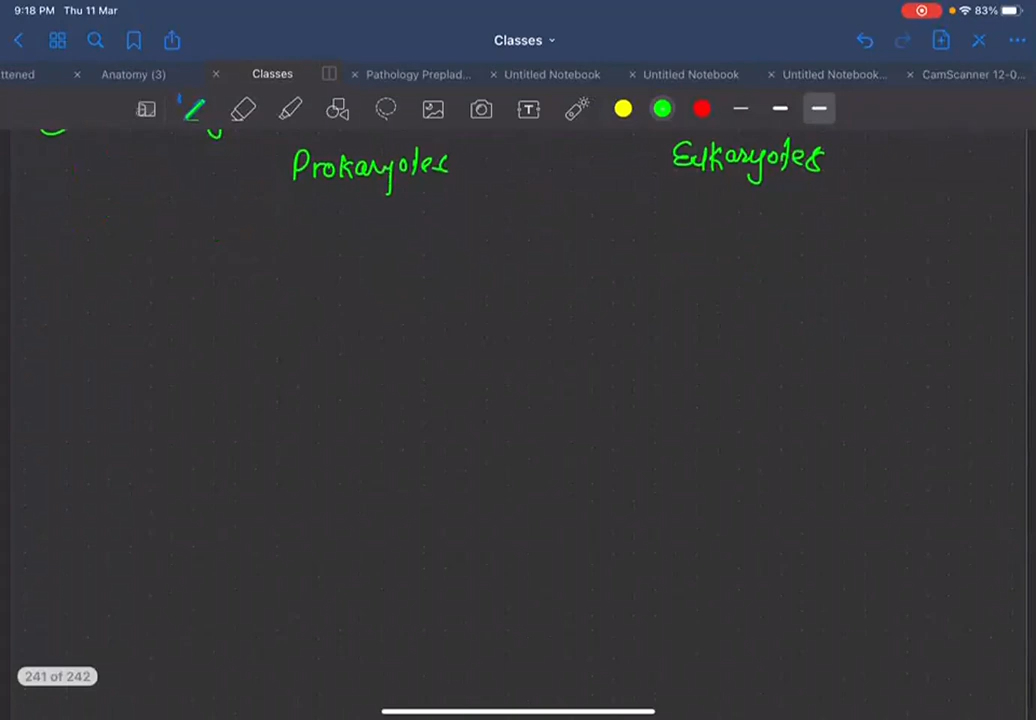 9:18 PM Thu 11 Mar 83%
Classes
ttened Anatomy (3) Classes Pathology Preplad... Untitled Notebook Untitled Notebook Untitled Notebook... CamScanner 12-0...
T
Prokaryotes Eukaryotes
241 of 242